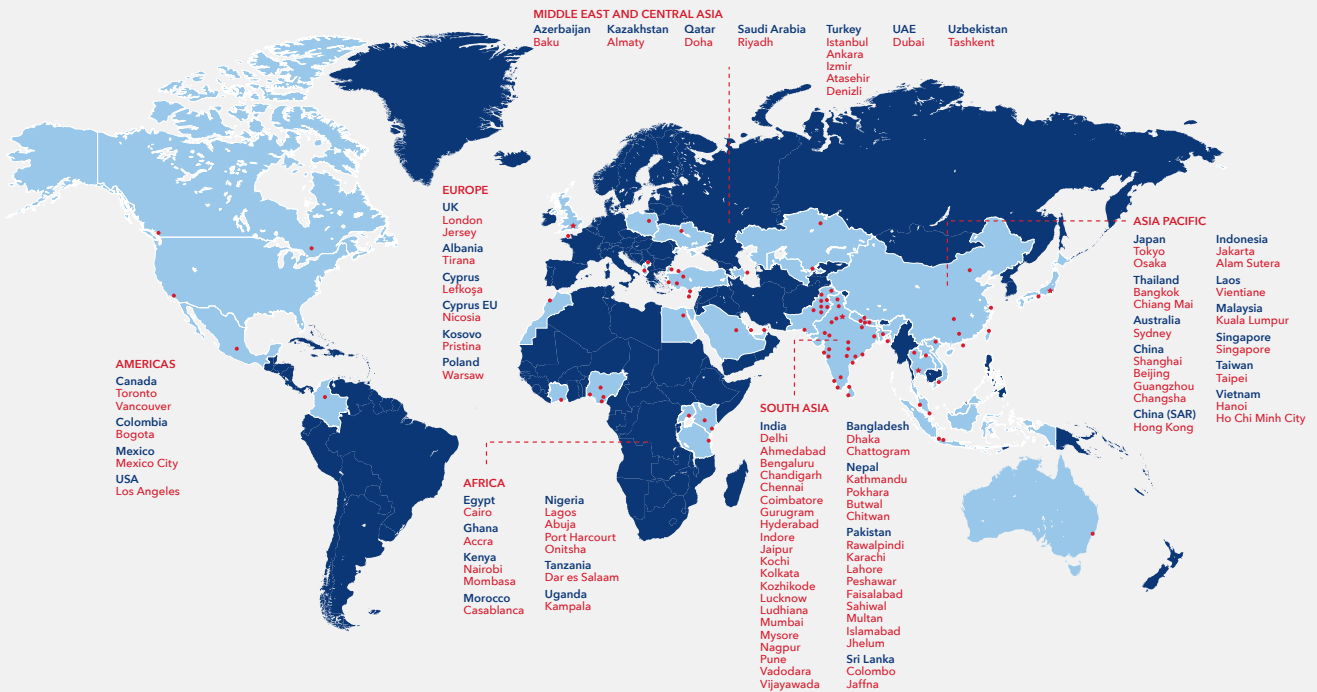 MIDDLE EAST AND CENTRAL ASIA
Azerbaijan
Baku
Kazakhstan
Almaty
Qatar
Doha
Saudi Arabia
Riyadh
Turkey
Istanbul
Ankara
Izmir
Atasehir
Denizli
UAE
Dubai
Uzbekistan
Tashkent
EUROPE
UK
London
Jersey
Albania
Tirana
Cyprus
Lefkoşa
Cyprus EU
Nicosia
Kosovo
Pristina
Poland
Warsaw
AMERICAS
Canada
Toronto
Vancouver
Colombia
Bogota
Mexico
Mexico City
USA
Los Angeles
AFRICA
Egypt
Cairo
Ghana
Accra
Kenya
Nairobi
Mombasa
Morocco
Casablanca
Nigeria
Lagos
Abuja
Port Harcourt
Onitsha
Tanzania
Dar es Salaam
Uganda
Kampala
SOUTH ASIA
India
Delhi
Ahmedabad
Bengaluru
Chandigarh
Chennai
Coimbatore
Gurugram
Hyderabad
Indore
Jaipur
Kochi
Kolkata
Kozhikode
Lucknow
Ludhiana
Mumbai
Mysore
Nagpur
Pune
Vadodara
Vijayawada
Bangladesh
Dhaka
Chattogram
Nepal
Kathmandu
Pokhara
Butwal
Chitwan
Pakistan
Rawalpindi
Karachi
Lahore
Peshawar
Faisalabad
Sahiwal
Multan
Islamabad
Jhelum
Sri Lanka
Colombo
Jaffna
ASIA PACIFIC
Japan
Tokyo
Osaka
Thailand
Bangkok
Chiang Mai
Australia
Sydney
China
Shanghai
Beijing
Guangzhou
Changsha
China (SAR)
Hong Kong
Indonesia
Jakarta
Alam Sutera
Laos
Vientiane
Malaysia
Kuala Lumpur
Singapore
Singapore
Taiwan
Taipei
Vietnam
Hanoi
Ho Chi Minh City